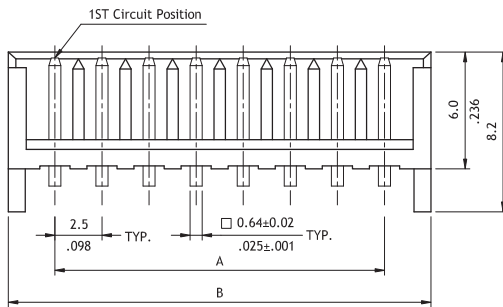 1ST Circuit Position
6.0
.236
8.2
2.5
.098
TYP.
□ 0.64±0.02
.025±.001
TYP.
A
B